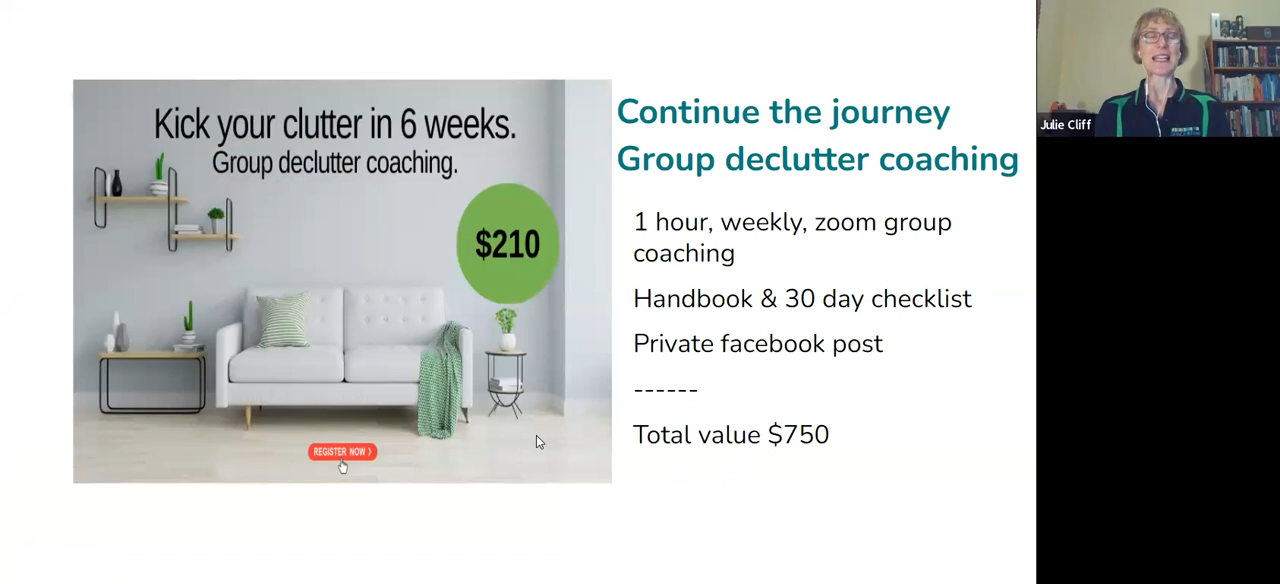 Kick your clutter in 6 weeks.
Group declutter coaching.
$210
REGISTER NOW ⟩
Continue the journey
Group declutter coaching
1 hour, weekly, zoom group
coaching
Handbook & 30 day checklist
Private facebook post
------
Total value $750
Julie Cliff